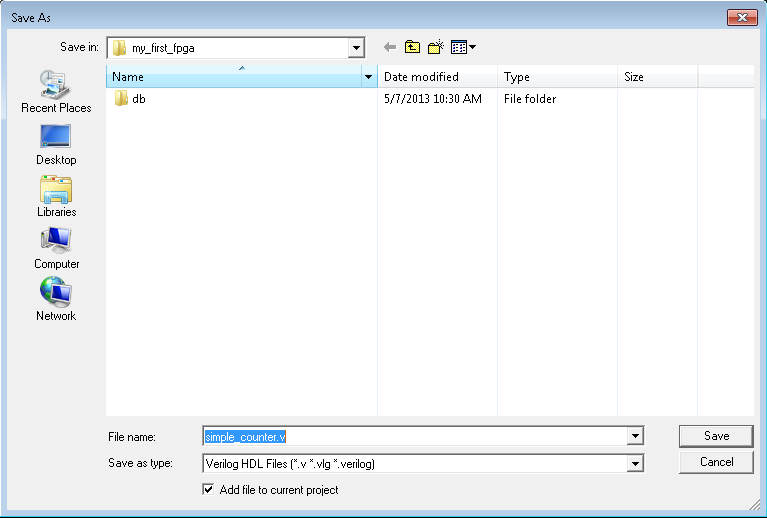 Save As
Save in: my_first_fpga
Name Date modified Type Size
db 5/7/2013 10:30 AM File folder
Recent Places
Desktop
Libraries
Computer
Network
File name: simple_counter.v Save
Save as type: Verilog HDL Files (*.v *.vlg *.verilog) Cancel
Add file to current project